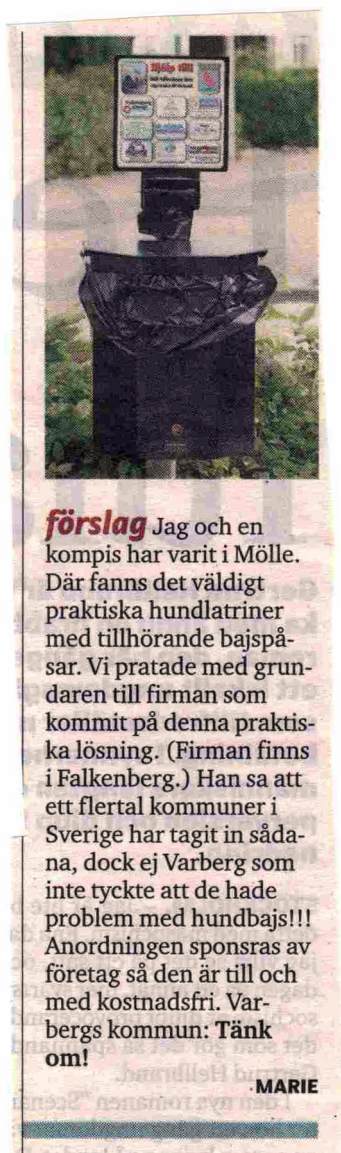 Hjälp till!
förslag Jag och en
kompis har varit i Mölle.
Där fanns det väldigt
praktiska hundlatriner
med tillhörande bajspå-
sar. Vi pratade med grun-
daren till firman som
kommit på denna praktis-
ka lösning. (Firman finns
i Falkenberg.) Han sa att
ett flertal kommuner i
Sverige har tagit in såda-
na, dock ej Varberg som
inte tyckte att de hade
problem med hundbajs!!!
Anordningen sponsras av
företag så den är till och
med kostnadsfri. Var-
bergs kommun: Tänk
om!
MARIE